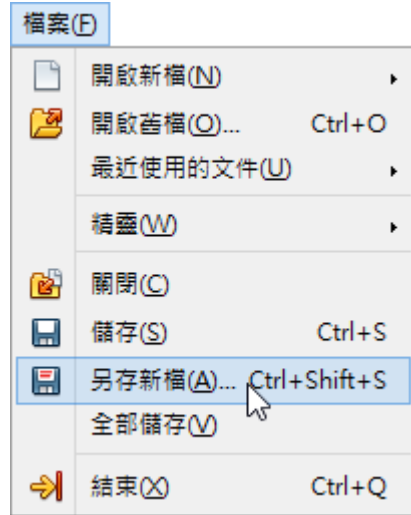 檔案(F)
開啟新檔(N)
開啟舊檔(O)... Ctrl+O
最近使用的文件(U)
精靈(W)
關閉(C)
儲存(S) Ctrl+S
另存新檔(A)... Ctrl+Shift+S
全部儲存(V)
結束(X) Ctrl+Q